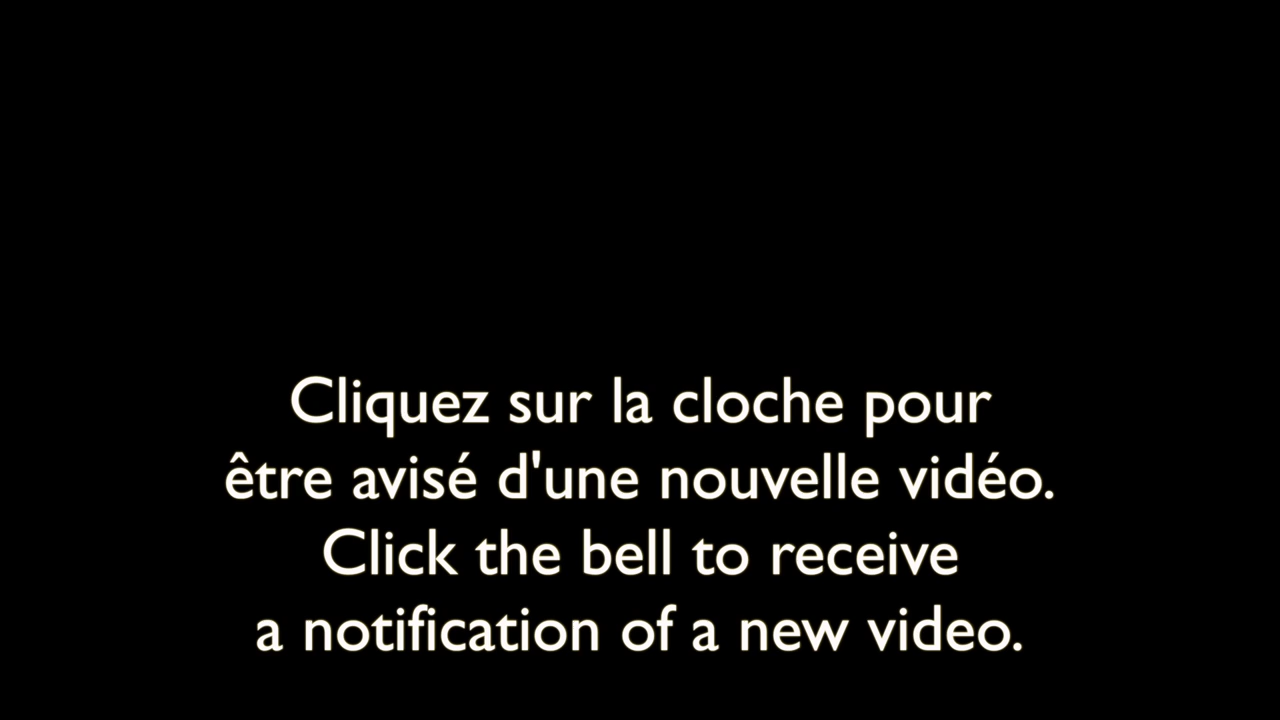 Cliquez sur la cloche pour
être avisé d'une nouvelle vidéo.
Click the bell to receive
a notification of a new video.